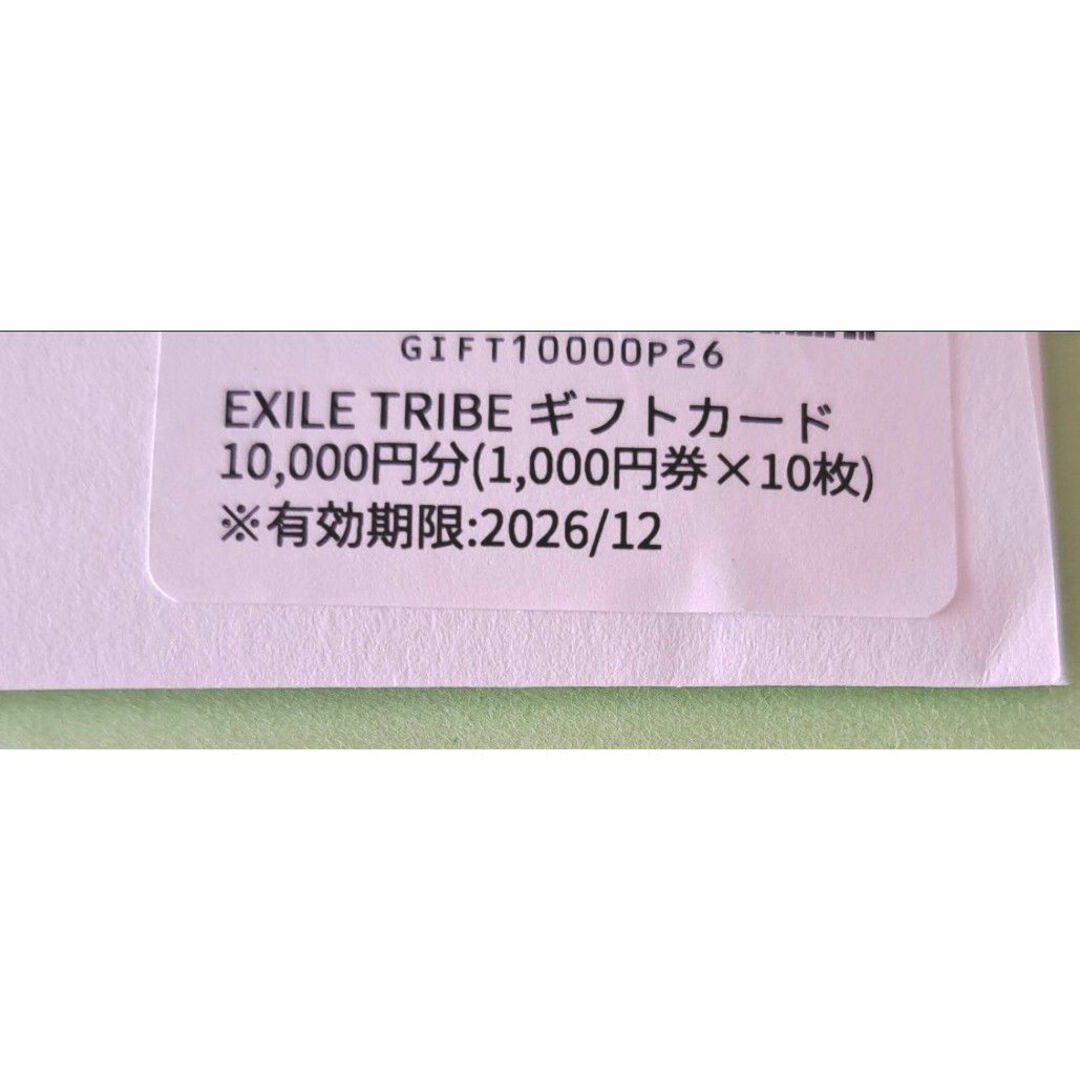 GIFT10000P26
EXILE TRIBE ギフトカード
10,000円分(1,000円券×10枚)
※有効期限:2026/12